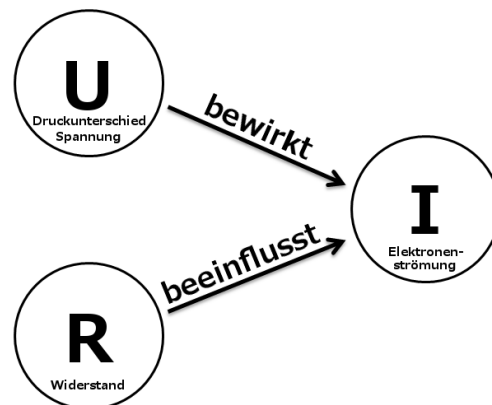 U
Druckunterschied
Spannung
bewirkt
I
Elektronen-
strömung
beeinflusst
R
Widerstand